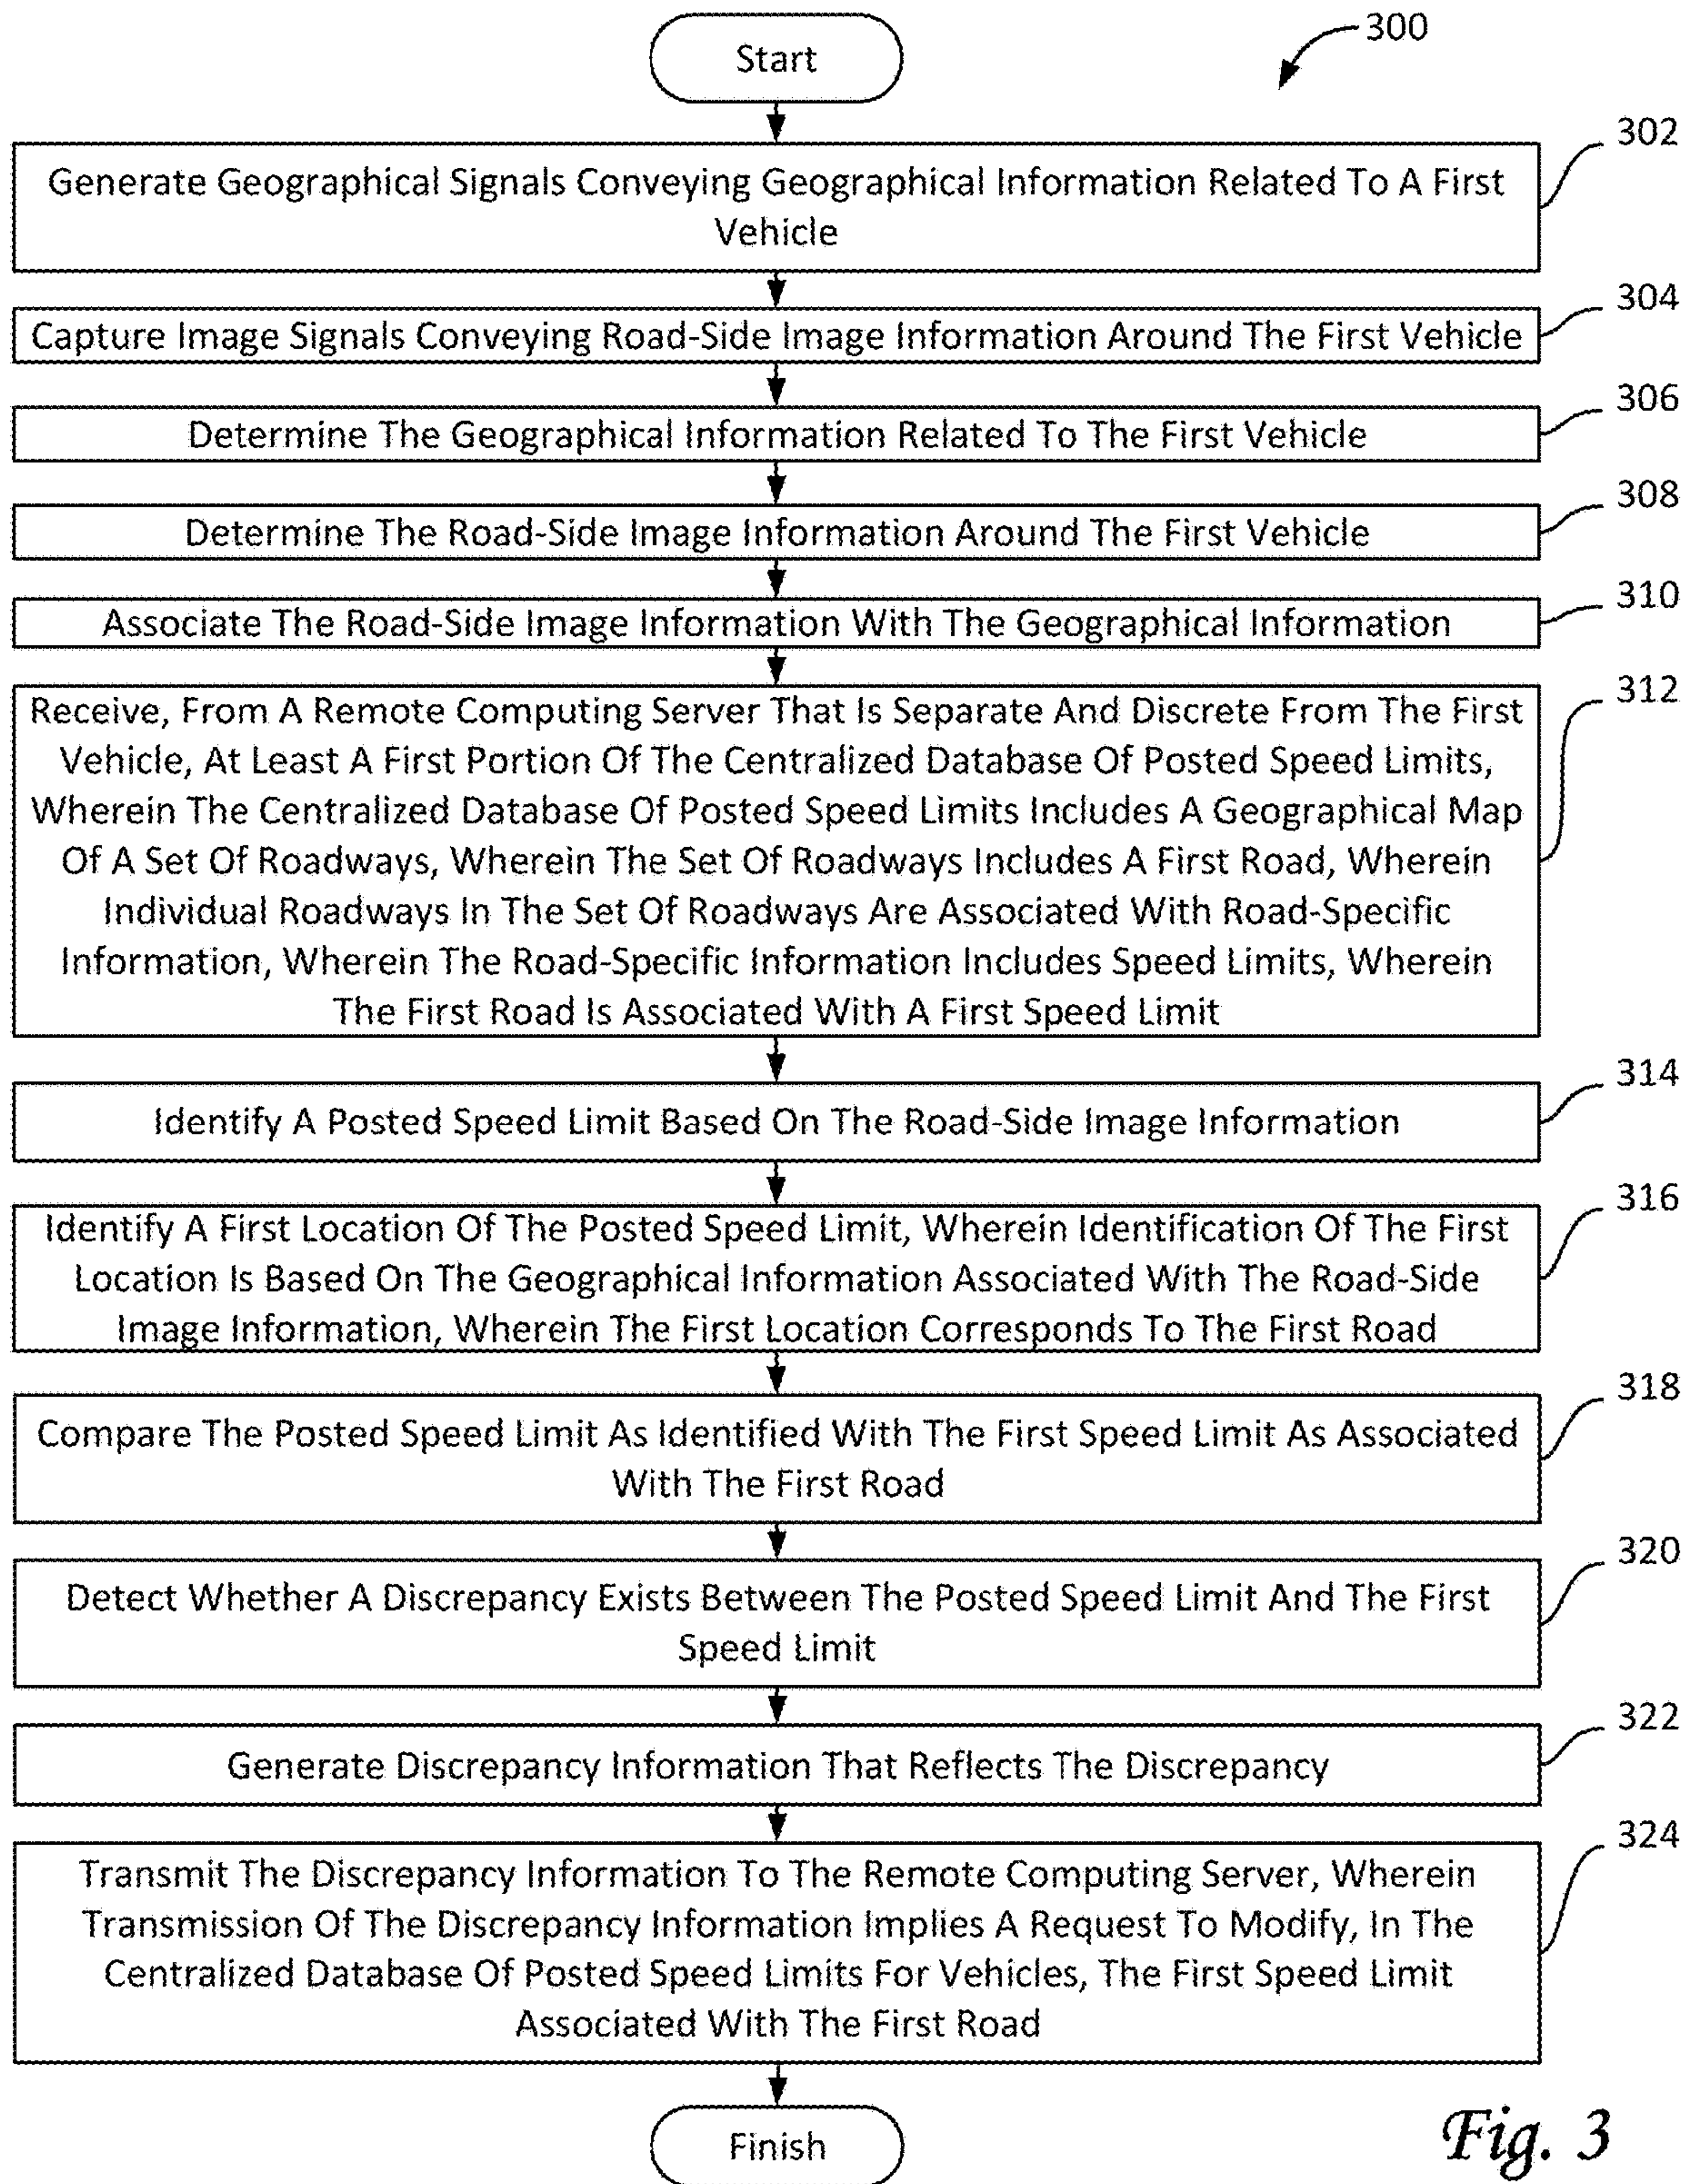 Start
300
302
Generate Geographical Signals Conveying Geographical Information Related To A First
Vehicle
304
Capture Image Signals Conveying Road-Side Image Information Around The First Vehicle
306
Determine The Geographical Information Related To The First Vehicle
308
Determine The Road-Side Image Information Around The First Vehicle
310
Associate The Road-Side Image Information With The Geographical Information
312
Receive, From A Remote Computing Server That Is Separate And Discrete From The First
Vehicle, At Least A First Portion Of The Centralized Database Of Posted Speed Limits,
Wherein The Centralized Database Of Posted Speed Limits Includes A Geographical Map
Of A Set Of Roadways, Wherein The Set Of Roadways Includes A First Road, Wherein
Individual Roadways In The Set Of Roadways Are Associated With Road-Specific
Information, Wherein The Road-Specific Information Includes Speed Limits, Wherein
The First Road Is Associated With A First Speed Limit
314
Identify A Posted Speed Limit Based On The Road-Side Image Information
316
Identify A First Location Of The Posted Speed Limit, Wherein Identification Of The First
Location Is Based On The Geographical Information Associated With The Road-Side
Image Information, Wherein The First Location Corresponds To The First Road
318
Compare The Posted Speed Limit As Identified With The First Speed Limit As Associated
With The First Road
320
Detect Whether A Discrepancy Exists Between The Posted Speed Limit And The First
Speed Limit
322
Generate Discrepancy Information That Reflects The Discrepancy
324
Transmit The Discrepancy Information To The Remote Computing Server, Wherein
Transmission Of The Discrepancy Information Implies A Request To Modify, In The
Centralized Database Of Posted Speed Limits For Vehicles, The First Speed Limit
Associated With The First Road
Finish
Fig. 3